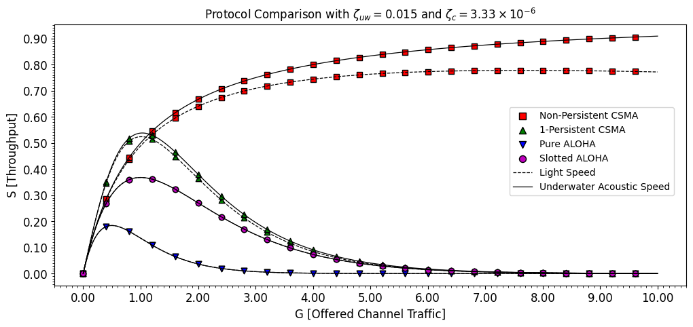 Protocol Comparison with ζ_uw = 0.015 and ζ_c = 3.33 × 10⁻⁶
S [Throughput]
0.90
0.80
0.70
0.60
0.50
0.40
0.30
0.20
0.10
0.00
Non-Persistent CSMA
1-Persistent CSMA
Pure ALOHA
Slotted ALOHA
Light Speed
Underwater Acoustic Speed
0.00 1.00 2.00 3.00 4.00 5.00 6.00 7.00 8.00 9.00 10.00
G [Offered Channel Traffic]